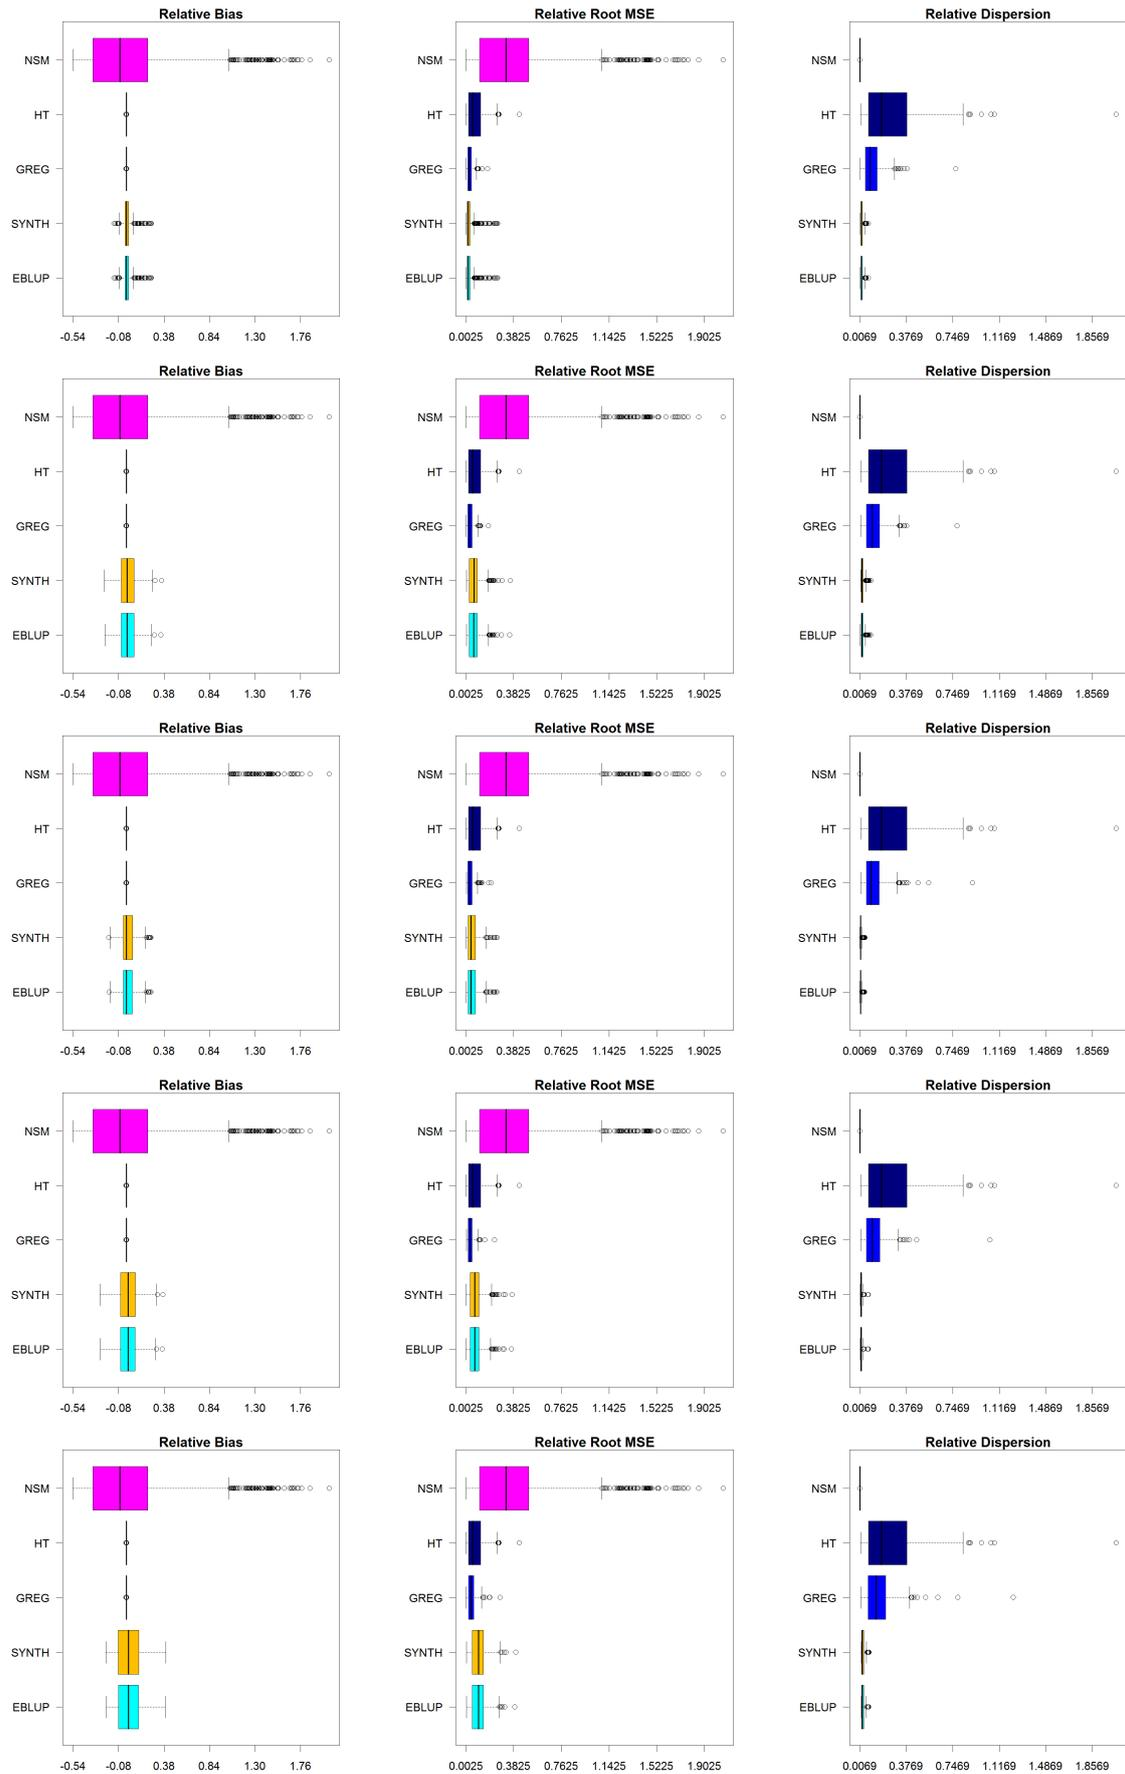 Relative Bias Relative Root MSE Relative Dispersion
NSM NSM NSM
HT HT HT
GREG GREG GREG
SYNTH SYNTH SYNTH
EBLUP EBLUP EBLUP
-0.54 -0.08 0.38 0.84 1.30 1.76 0.0025 0.3825 0.7625 1.1425 1.5225 1.9025 0.0069 0.3769 0.7469 1.1169 1.4869 1.8569
Relative Bias Relative Root MSE Relative Dispersion
NSM NSM NSM
HT HT HT
GREG GREG GREG
SYNTH SYNTH SYNTH
EBLUP EBLUP EBLUP
-0.54 -0.08 0.38 0.84 1.30 1.76 0.0025 0.3825 0.7625 1.1425 1.5225 1.9025 0.0069 0.3769 0.7469 1.1169 1.4869 1.8569
Relative Bias Relative Root MSE Relative Dispersion
NSM NSM NSM
HT HT HT
GREG GREG GREG
SYNTH SYNTH SYNTH
EBLUP EBLUP EBLUP
-0.54 -0.08 0.38 0.84 1.30 1.76 0.0025 0.3825 0.7625 1.1425 1.5225 1.9025 0.0069 0.3769 0.7469 1.1169 1.4869 1.8569
Relative Bias Relative Root MSE Relative Dispersion
NSM NSM NSM
HT HT HT
GREG GREG GREG
SYNTH SYNTH SYNTH
EBLUP EBLUP EBLUP
-0.54 -0.08 0.38 0.84 1.30 1.76 0.0025 0.3825 0.7625 1.1425 1.5225 1.9025 0.0069 0.3769 0.7469 1.1169 1.4869 1.8569
Relative Bias Relative Root MSE Relative Dispersion
NSM NSM NSM
HT HT HT
GREG GREG GREG
SYNTH SYNTH SYNTH
EBLUP EBLUP EBLUP
-0.54 -0.08 0.38 0.84 1.30 1.76 0.0025 0.3825 0.7625 1.1425 1.5225 1.9025 0.0069 0.3769 0.7469 1.1169 1.4869 1.8569